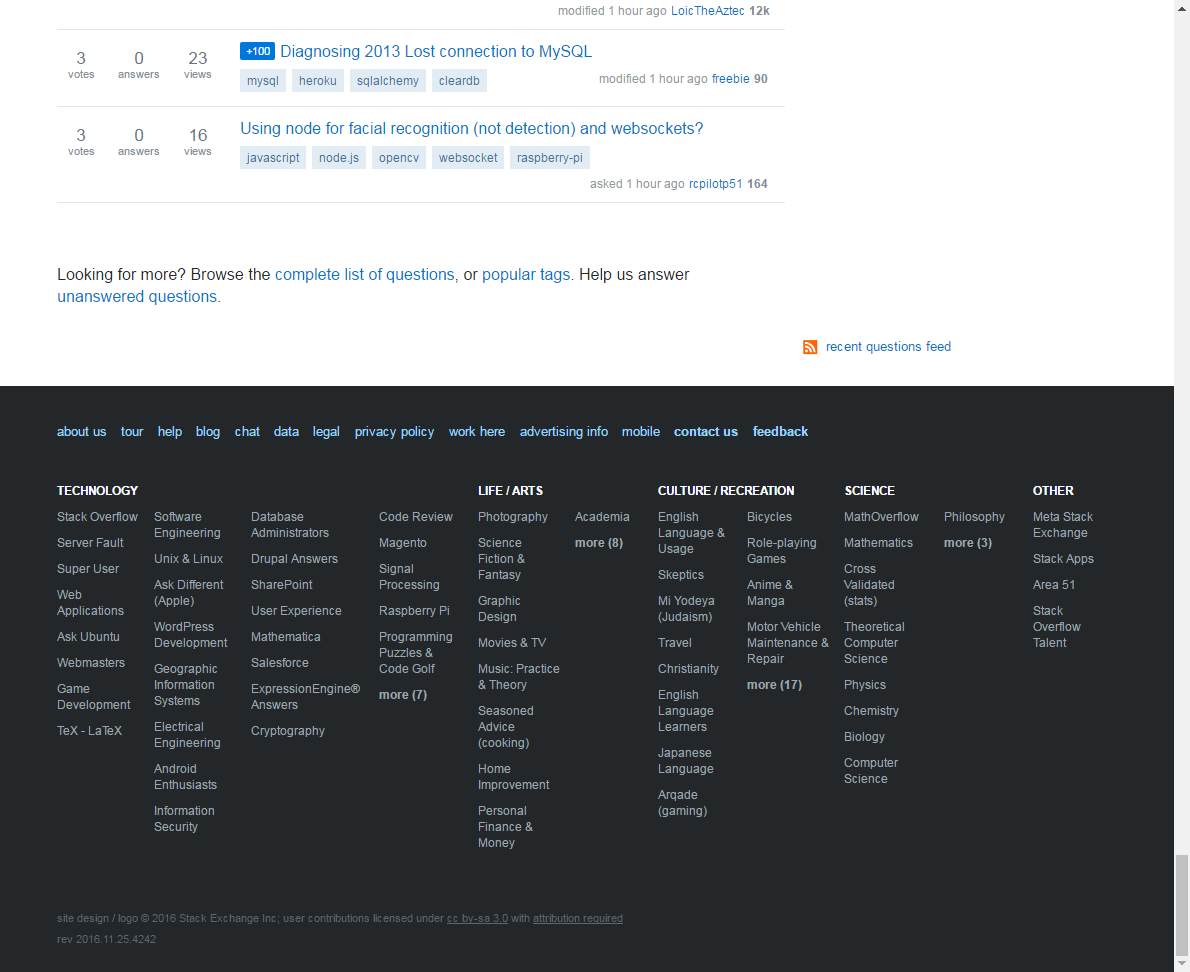 modified 1 hour ago LoicTheAztec 12k
3 votes 0 answers 23 views
+100 Diagnosing 2013 Lost connection to MySQL
mysql heroku sqlalchemy cleardb
modified 1 hour ago freebie 90
3 votes 0 answers 16 views
Using node for facial recognition (not detection) and websockets?
javascript node.js opencv websocket raspberry-pi
asked 1 hour ago rcpilotp51 164
Looking for more? Browse the complete list of questions, or popular tags. Help us answer
unanswered questions.
recent questions feed
about us tour help blog chat data legal privacy policy work here advertising info mobile contact us feedback
TECHNOLOGY
Stack Overflow
Server Fault
Super User
Web
Applications
Ask Ubuntu
Webmasters
Game
Development
TeX - LaTeX
Software
Engineering
Unix & Linux
Ask Different
(Apple)
WordPress
Development
Geographic
Information
Systems
Electrical
Engineering
Android
Enthusiasts
Information
Security
Database
Administrators
Drupal Answers
SharePoint
User Experience
Mathematica
Salesforce
ExpressionEngine®
Answers
Cryptography
Code Review
Magento
Signal
Processing
Raspberry Pi
Programming
Puzzles &
Code Golf
more (7)
LIFE / ARTS
Photography
Science
Fiction &
Fantasy
Graphic
Design
Movies & TV
Music: Practice
& Theory
Seasoned
Advice
(cooking)
Home
Improvement
Personal
Finance &
Money
Academia
more (8)
CULTURE / RECREATION
English
Language &
Usage
Skeptics
Mi Yodeya
(Judaism)
Travel
Christianity
English
Language
Learners
Japanese
Language
Arqade
(gaming)
Bicycles
Role-playing
Games
Anime &
Manga
Motor Vehicle
Maintenance &
Repair
more (17)
SCIENCE
MathOverflow
Mathematics
Cross
Validated
(stats)
Theoretical
Computer
Science
Physics
Chemistry
Biology
Computer
Science
Philosophy
more (3)
OTHER
Meta Stack
Exchange
Stack Apps
Area 51
Stack
Overflow
Talent
site design / logo © 2016 Stack Exchange Inc; user contributions licensed under cc by-sa 3.0 with attribution required
rev 2016.11.25.4242